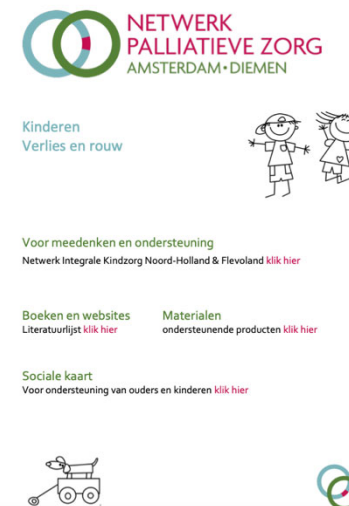 NETWERK
PALLIATIEVE ZORG
AMSTERDAM•DIEMEN
Kinderen
Verlies en rouw
Voor meedenken en ondersteuning
Netwerk Integrale Kindzorg Noord-Holland & Flevoland klik hier
Boeken en websites
Literatuurlijst klik hier
Materialen
ondersteunende producten klik hier
Sociale kaart
Voor ondersteuning van ouders en kinderen klik hier